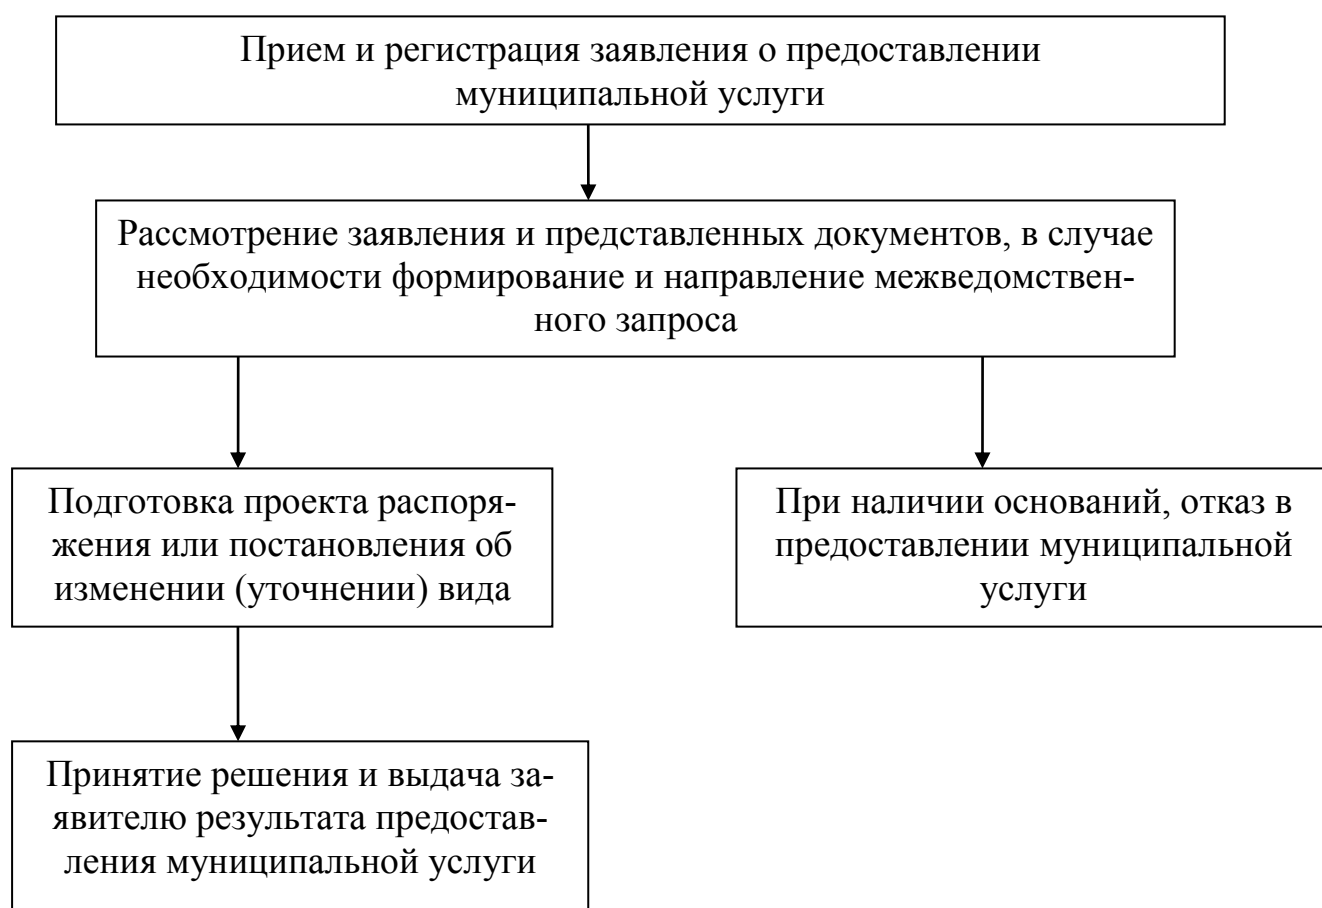 Прием и регистрация заявления о предоставлении
муниципальной услуги
Рассмотрение заявления и представленных документов, в случае
необходимости формирование и направление межведомствен-
ного запроса
Подготовка проекта распоря-
жения или постановления об
изменении (уточнении) вида
При наличии оснований, отказ в
предоставлении муниципальной
услуги
Принятие решения и выдача за-
явителю результата предостав-
ления муниципальной услуги